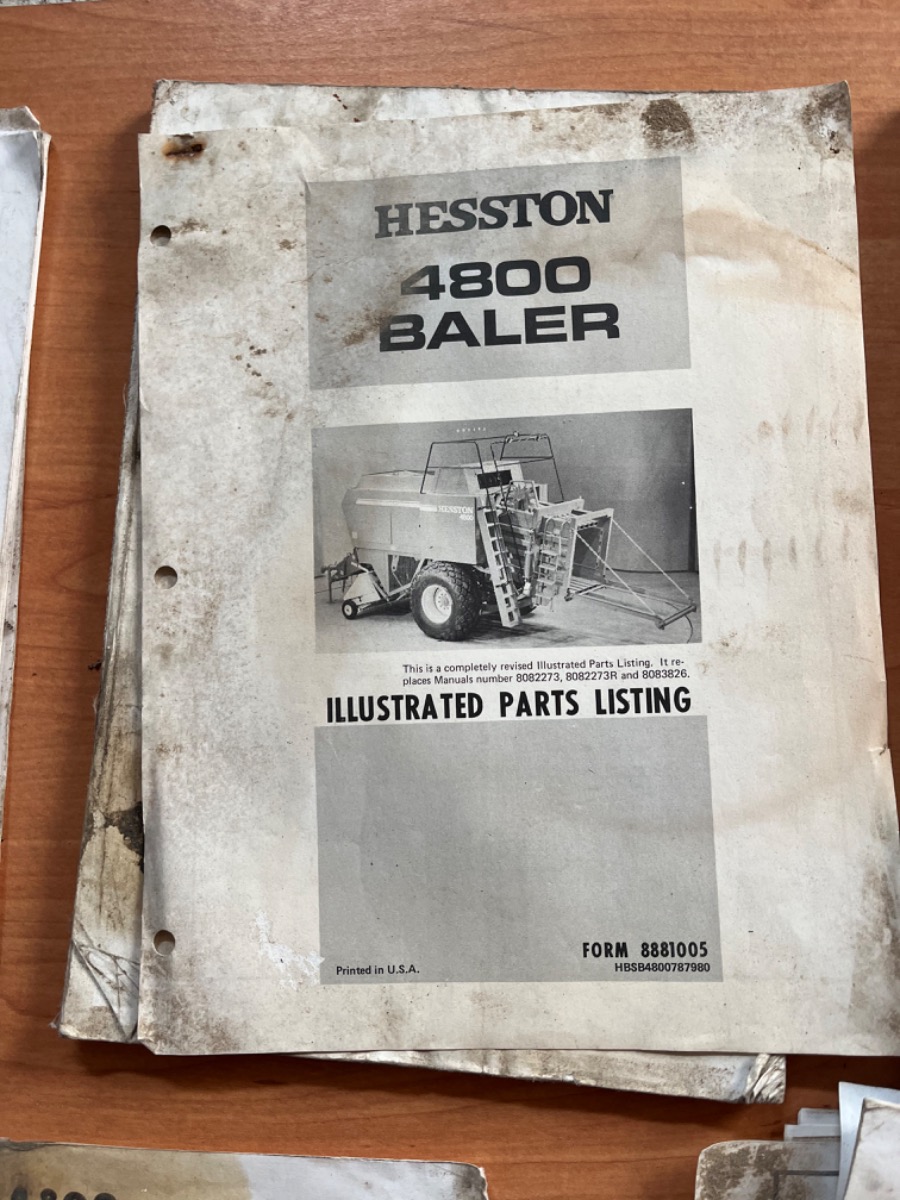 HESSTON
4800
BALER
HESSTON
4800
This is a completely revised Illustrated Parts Listing. It re-
places Manuals number 8082273, 8082273R and 8083826.
ILLUSTRATED PARTS LISTING
FORM 8881005
Printed in U.S.A.
HBSB4800787980
4800